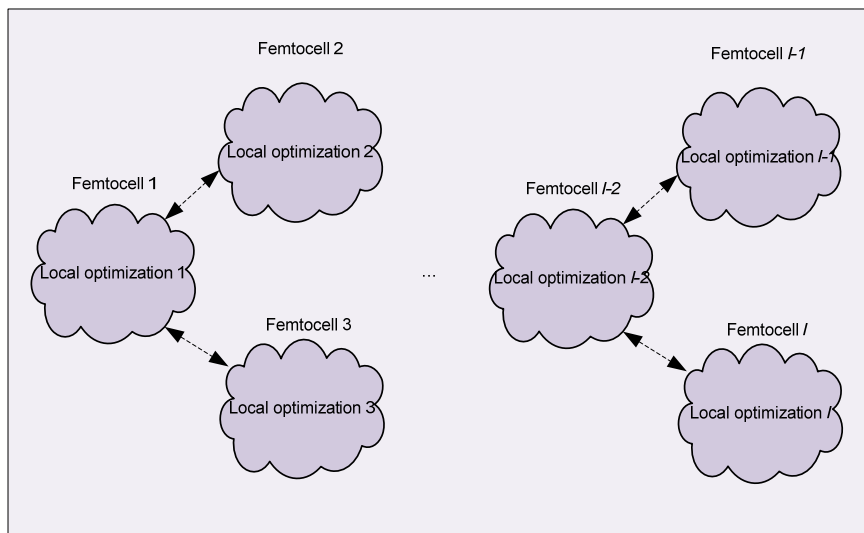 Femtocell 2
Local optimization 2
Femtocell 1
Local optimization 1
Femtocell 3
Local optimization 3
...
Femtocell I-1
Local optimization I-1
Femtocell I-2
Local optimization I-2
Femtocell I
Local optimization I